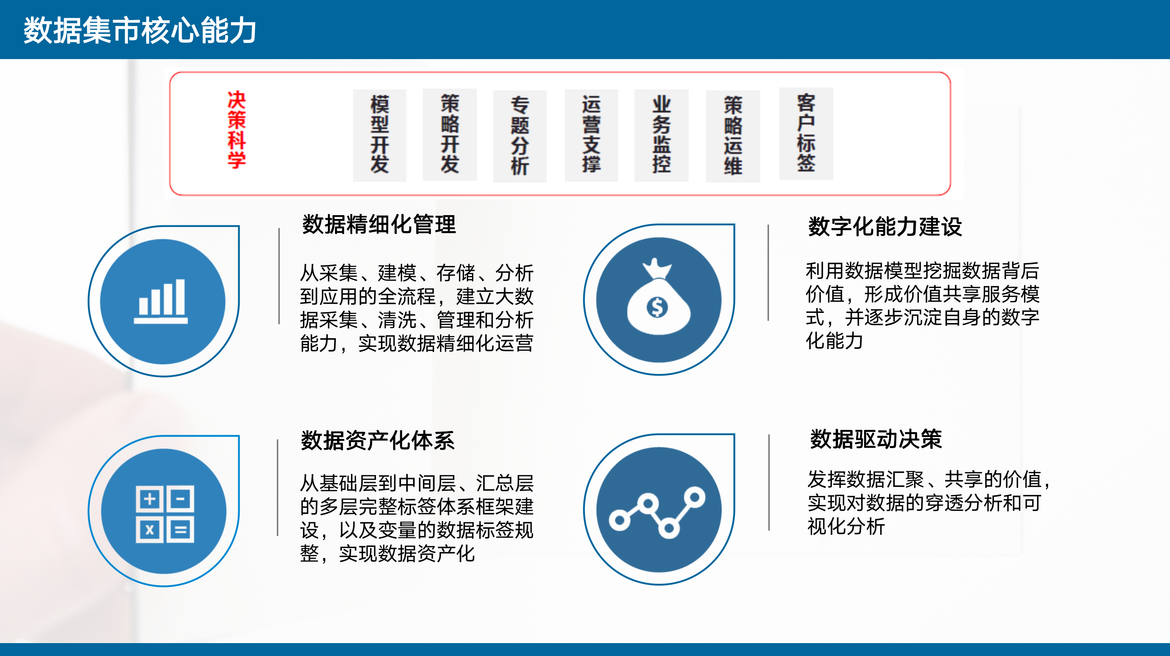 数据集市核心能力
决策科学
模型开发
策略开发
专题分析
运营支撑
业务监控
策略运维
客户标签
数据精细化管理
从采集、建模、存储、分析
到应用的全流程，建立大数
据采集、清洗、管理和分析
能力，实现数据精细化运营
数字化能力建设
利用数据模型挖掘数据背后
价值，形成价值共享服务模
式，并逐步沉淀自身的数字
化能力
$
数据资产化体系
从基础层到中间层、汇总层
的多层完整标签体系框架建
设，以及变量的数据标签规
整，实现数据资产化
+ -
x =
数据驱动决策
发挥数据汇聚、共享的价值，
实现对数据的穿透分析和可
视化分析